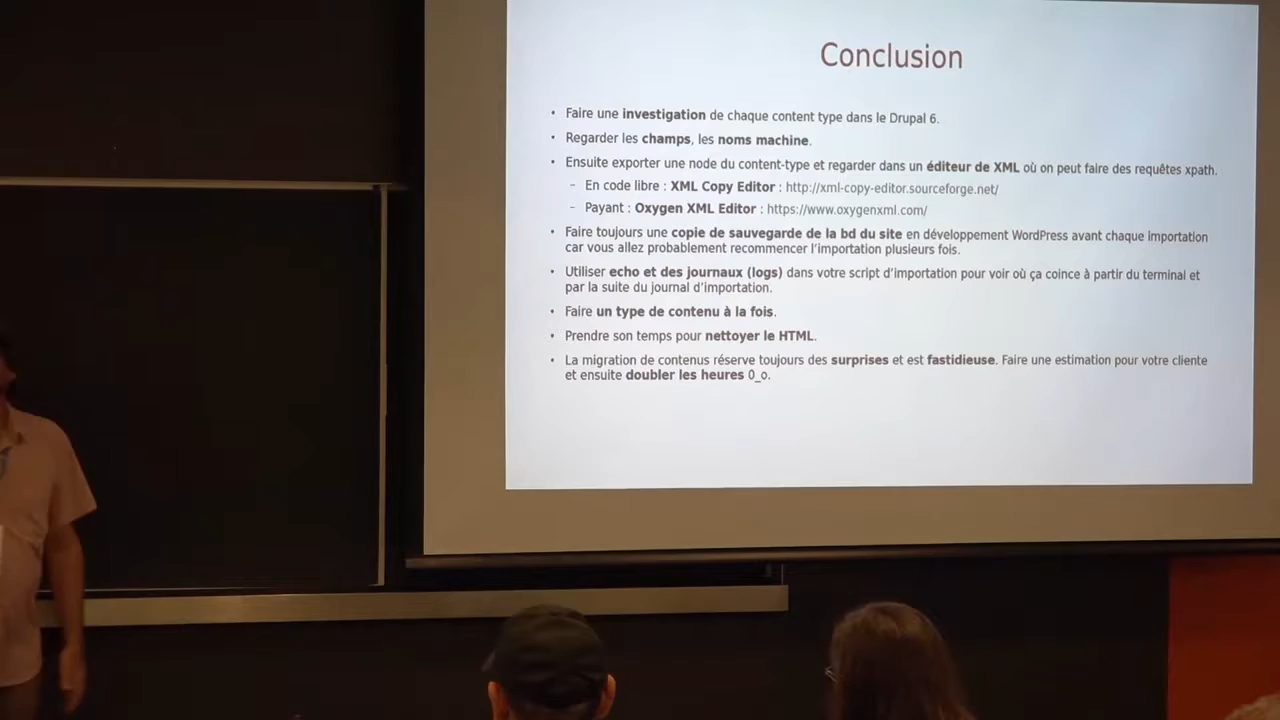 Conclusion
• Faire une investigation de chaque content type dans le Drupal 6.
• Regarder les champs, les noms machine.
• Ensuite exporter une node du content-type et regarder dans un éditeur de XML où on peut faire des requêtes xpath.
– En code libre : XML Copy Editor : http://xml-copy-editor.sourceforge.net/
– Payant : Oxygen XML Editor : https://www.oxygenxml.com/
• Faire toujours une copie de sauvegarde de la bd du site en développement WordPress avant chaque importation
car vous allez probablement recommencer l'importation plusieurs fois.
• Utiliser echo et des journaux (logs) dans votre script d'importation pour voir où ça coince à partir du terminal et
par la suite du journal d'importation.
• Faire un type de contenu à la fois.
• Prendre son temps pour nettoyer le HTML.
• La migration de contenus réserve toujours des surprises et est fastidieuse. Faire une estimation pour votre cliente
et ensuite doubler les heures 0_o.